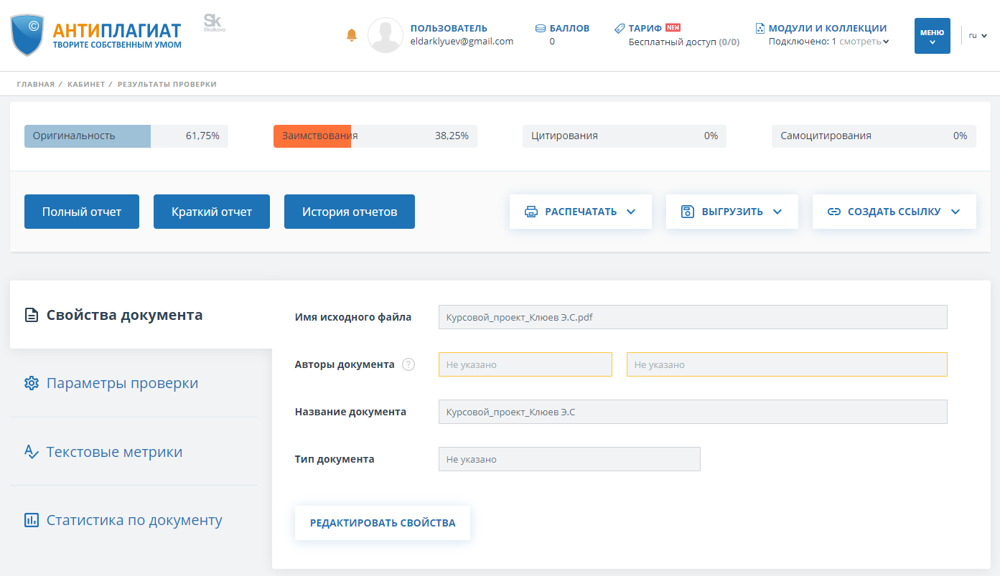 АНТИПЛАГИАТ
ТВОРИТЕ СОБСТВЕННЫМ УМОМ
Sk
Skolkovo
ПОЛЬЗОВАТЕЛЬ
eldarklyuev@gmail.com
БАЛЛОВ
0
ТАРИФ NEW
Бесплатный доступ (0/0)
МОДУЛИ И КОЛЛЕКЦИИ
Подключено: 1 смотреть
МЕНЮ
ru
ГЛАВНАЯ / КАБИНЕТ / РЕЗУЛЬТАТЫ ПРОВЕРКИ
Оригинальность 61,75%
Заимствования 38,25%
Цитирования 0%
Самоцитирования 0%
Полный отчет
Краткий отчет
История отчетов
РАСПЕЧАТАТЬ
ВЫГРУЗИТЬ
СОЗДАТЬ ССЫЛКУ
Свойства документа
Параметры проверки
Текстовые метрики
Статистика по документу
Имя исходного файла Курсовой_проект_Клюев Э.С.pdf
Авторы документа ? Не указано Не указано
Название документа Курсовой_проект_Клюев Э.С
Тип документа Не указано
РЕДАКТИРОВАТЬ СВОЙСТВА